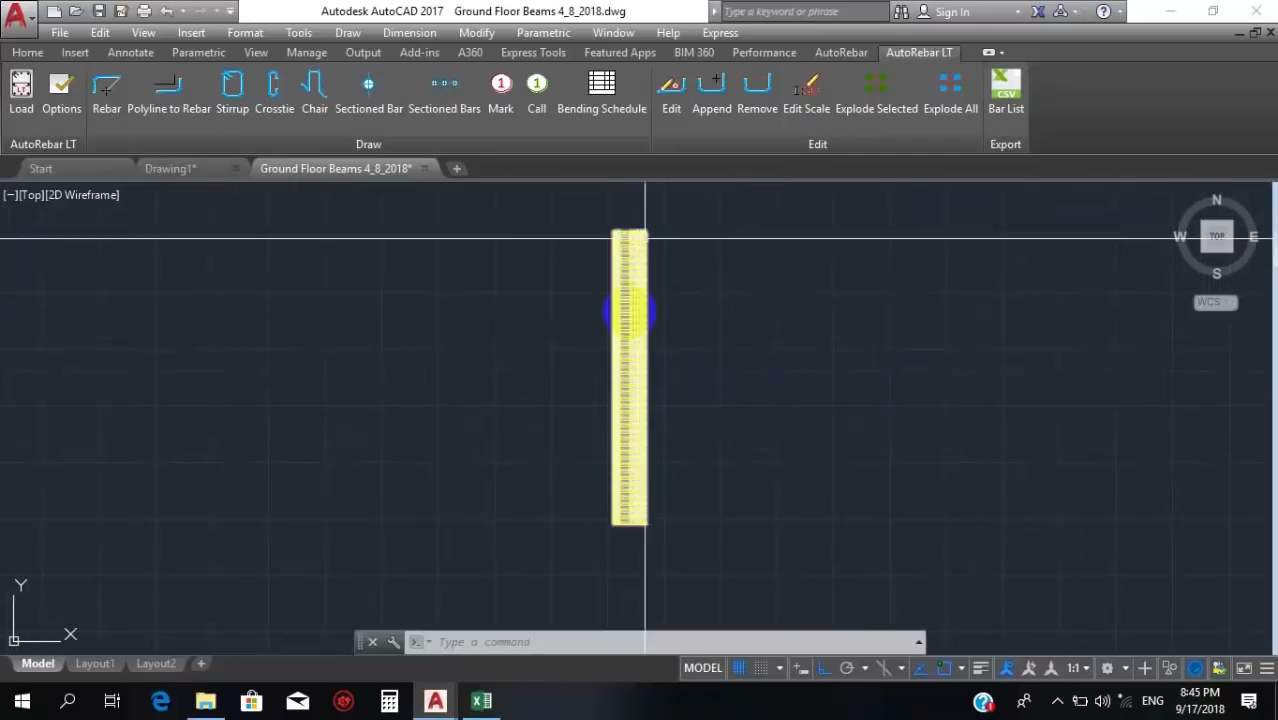 Autodesk AutoCAD 2017 Ground Floor Beams 4_8_2018.dwg
Type a keyword or phrase
Sign In
File Edit View Insert Format Tools Draw Dimension Modify Parametric Window Help Express
Home Insert Annotate Parametric View Manage Output Add-ins A360 Express Tools Featured Apps BIM 360 Performance AutoRebar AutoRebar LT
Load Options Rebar Polyline to Rebar Stirrup Crosstie Chair Sectioned Bar Sectioned Bars Mark Call Bending Schedule Edit Append Remove Edit Scale Explode Selected Explode All Bar List
AutoRebar LT Draw Edit Export
Start Drawing1* Ground Floor Beams 4_8_2018*
[−][Top][2D Wireframe]
N
W TOP E
S
WCS
Y
X
Type a command
Model Layout1 Layout2
MODEL 1:1
ENG 8:45 PM
9/17/2018